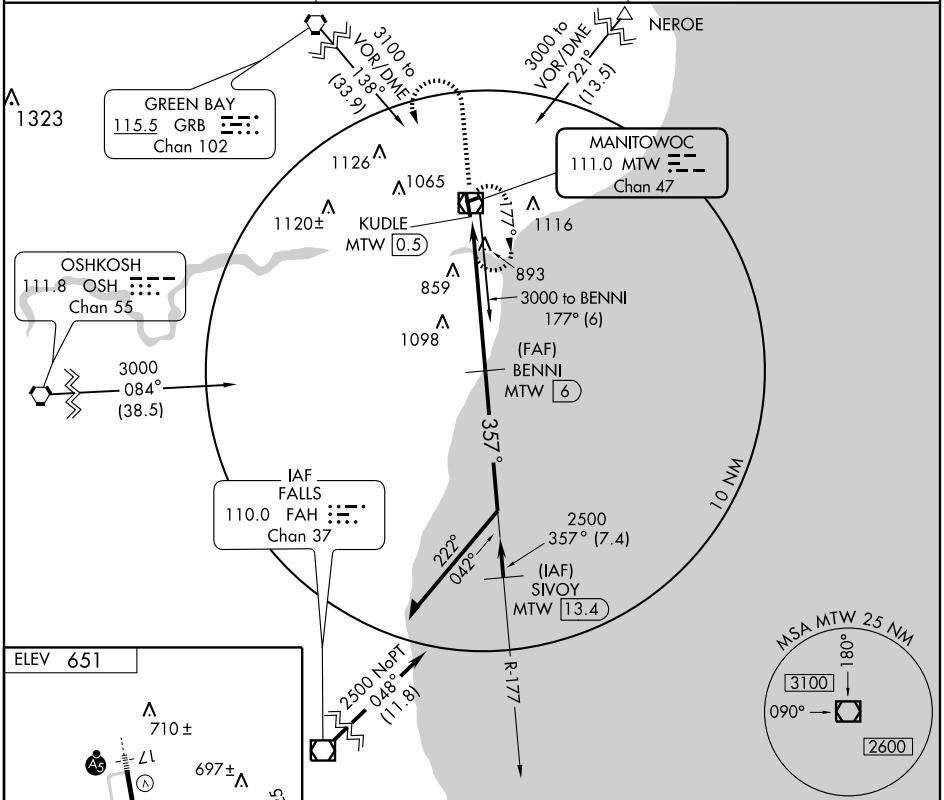 NEROE
3100 to
VOR/DME
138°
(33.9)
3000 to
VOR/DME
221°
(13.5)
1323
GREEN BAY
115.5 GRB
Chan 102
MANITOWOC
111.0 MTW
Chan 47
1126
1065
1120±
KUDLE
MTW 0.5
177°
1116
OSHKOSH
111.8 OSH
Chan 55
859
893
3000 to BENNI
177° (6)
1098
(FAF)
BENNI
MTW 6
3000
084°
(38.5)
357°
10 NM
IAF
FALLS
110.0 FAH
Chan 37
222°
042°
2500
357° (7.4)
(IAF)
SIVOY
MTW 13.4
MSA MTW 25 NM
180°
3100
090°
2600
R-177
2500 NoPT
048°
(11.8)
ELEV 651
710±
17
A5
697±
V